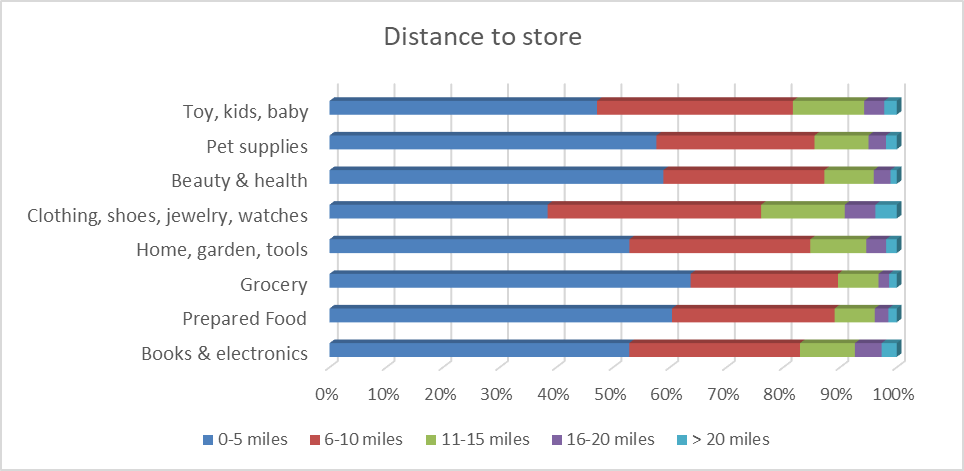 Distance to store
Toy, kids, baby
Pet supplies
Beauty & health
Clothing, shoes, jewelry, watches
Home, garden, tools
Grocery
Prepared Food
Books & electronics
0% 10% 20% 30% 40% 50% 60% 70% 80% 90% 100%
0-5 miles 6-10 miles 11-15 miles 16-20 miles > 20 miles